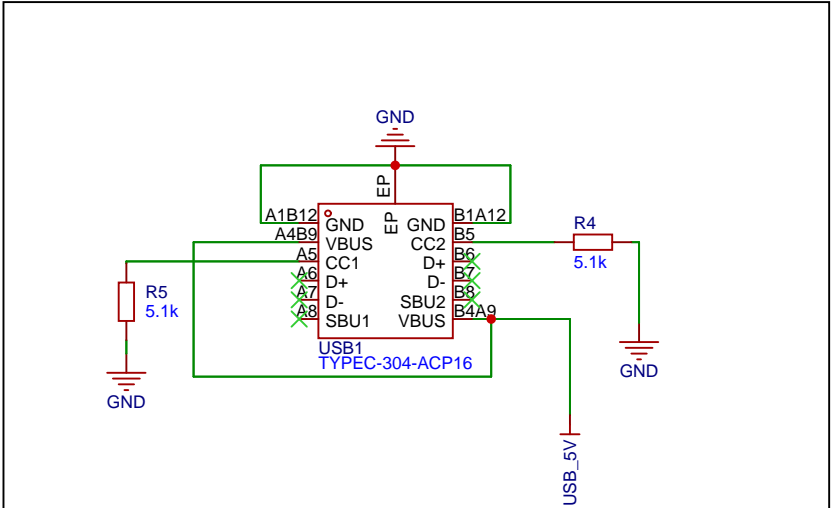 GND
EP
EP
A1B12
GND
GND
B1A12
A4B9
VBUS
CC2
B5
R4
5.1k
A5
CC1
D+
B6
A6
D+
D-
B7
A7
D-
SBU2
B8
A8
SBU1
VBUS
B4A9
R5
5.1k
USB1
TYPEC-304-ACP16
GND
GND
USB_5V